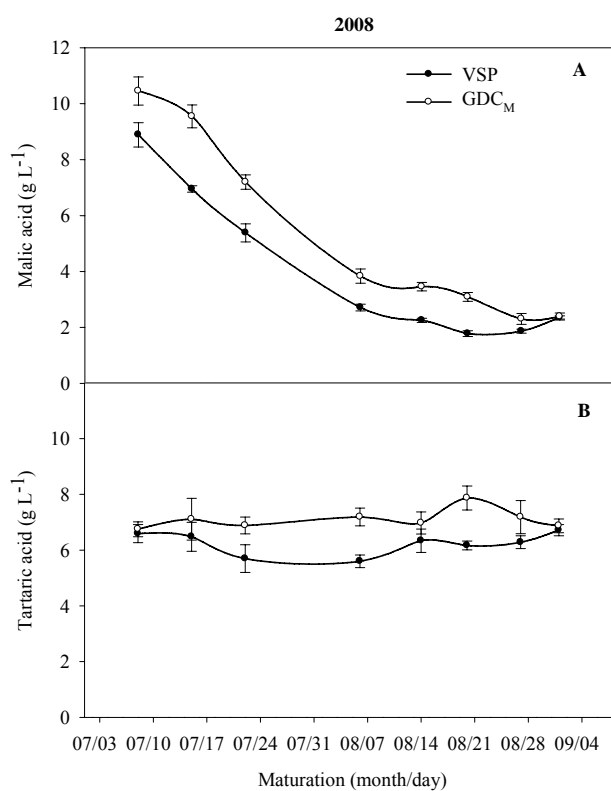 2008
A
VSP
GDC_M
Malic acid (g L^-1)
12
10
8
6
4
2
0
B
Tartaric acid (g L^-1)
8
6
4
2
0
07/03 07/10 07/17 07/24 07/31 08/07 08/14 08/21 08/28 09/04
Maturation (month/day)